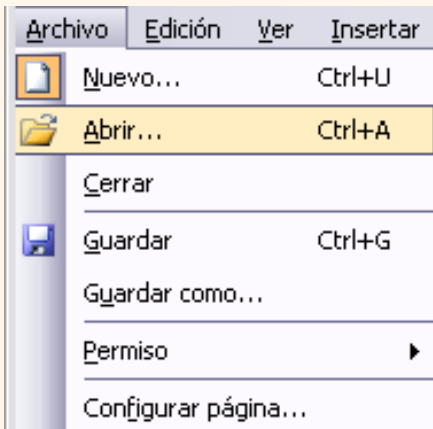 Archivo Edición Ver Insertar
Nuevo... Ctrl+U
Abrir... Ctrl+A
Cerrar
Guardar Ctrl+G
Guardar como...
Permiso
Configurar página...